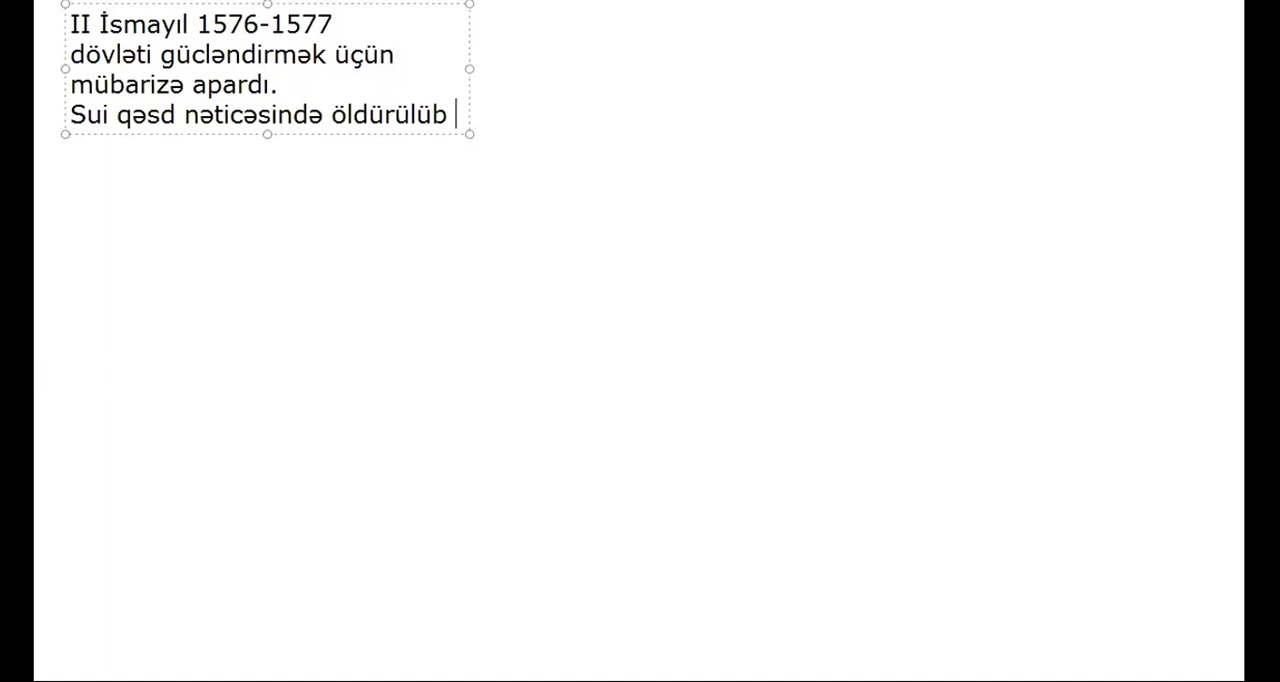 II İsmayıl 1576-1577
dövləti gücləndirmək üçün
mübarizə apardı.
Sui qəsd nəticəsində öldürülüb